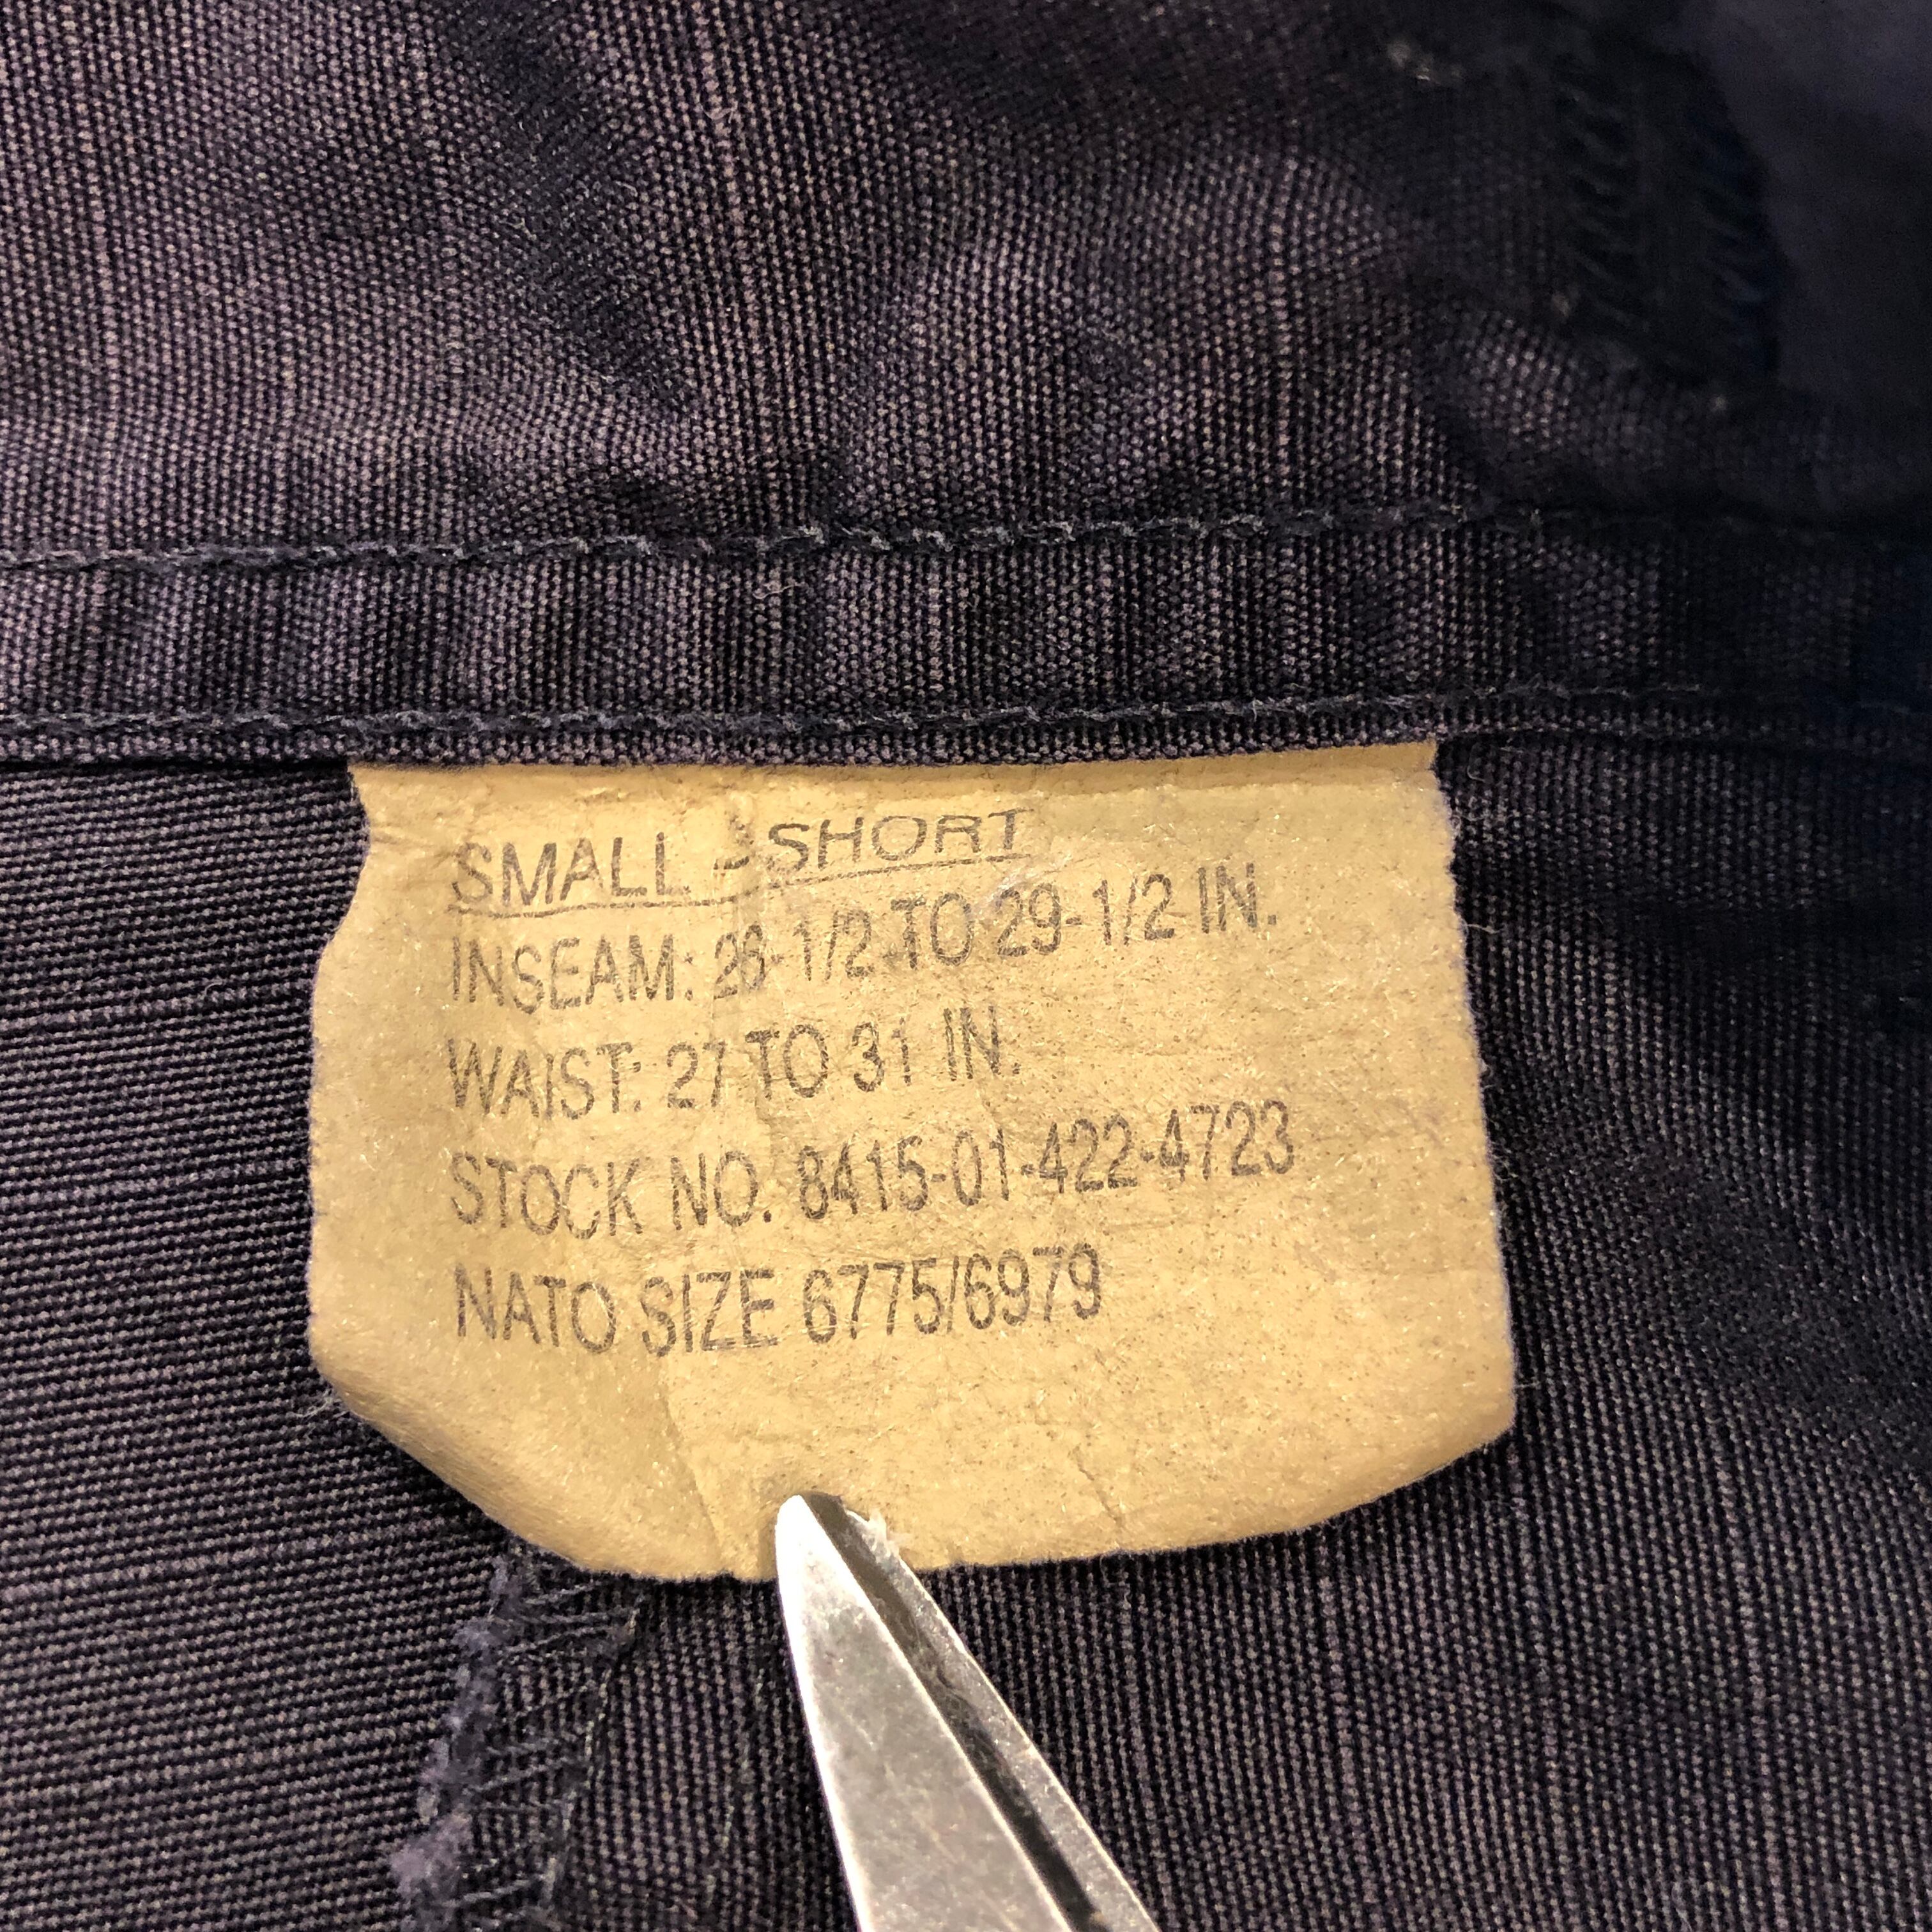 SMALL - SHORT
INSEAM: 26-1/2 TO 29-1/2 IN.
WAIST: 27 TO 31 IN.
STOCK NO. 8415-01-422-4723
NATO SIZE 6775/6979